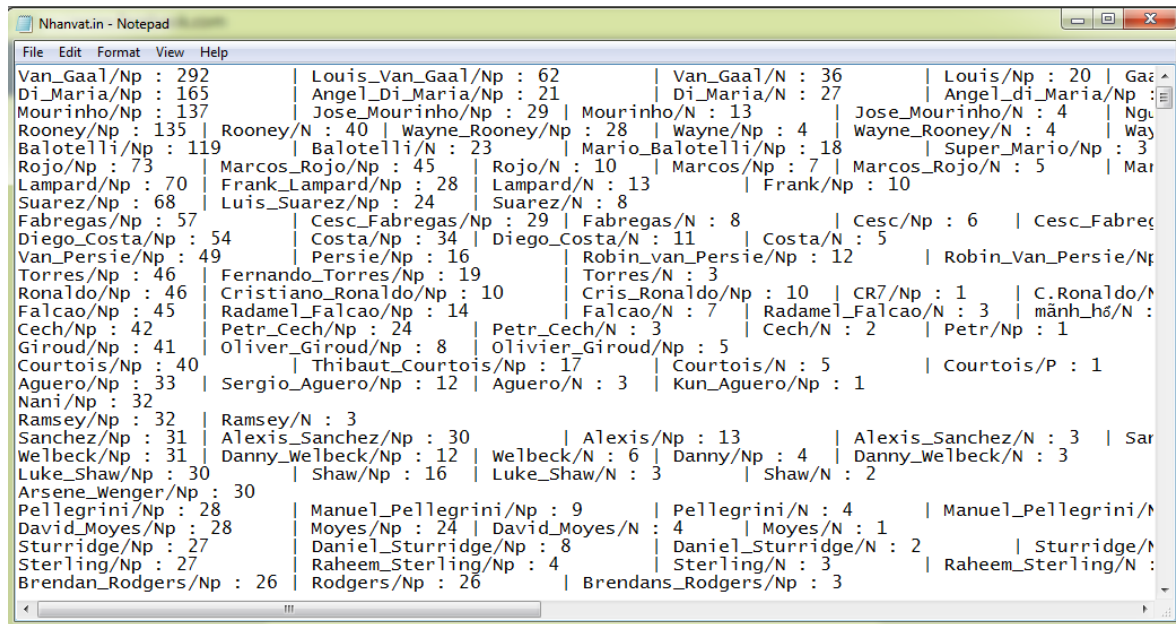 Nhanvat.in - Notepad
File Edit Format View Help
Van_Gaal/Np : 292 | Louis_Van_Gaal/Np : 62 | Van_Gaal/N : 36 | Louis/Np : 20 | Gaa
Di_Maria/Np : 165 | Angel_Di_Maria/Np : 21 | Di_Maria/N : 27 | Angel_di_Maria/Np :
Mourinho/Np : 137 | Jose_Mourinho/Np : 29 | Mourinho/N : 13 | Jose_Mourinho/N : 4 | Ngu
Rooney/Np : 135 | Rooney/N : 40 | Wayne_Rooney/Np : 28 | Wayne/Np : 4 | Wayne_Rooney/N : 4 | Way
Balotelli/Np : 119 | Balotelli/N : 23 | Mario_Balotelli/Np : 18 | Super_Mario/Np : 3
Rojo/Np : 73 | Marcos_Rojo/Np : 45 | Rojo/N : 10 | Marcos/Np : 7 | Marcos_Rojo/N : 5 | Mar
Lampard/Np : 70 | Frank_Lampard/Np : 28 | Lampard/N : 13 | Frank/Np : 10
Suarez/Np : 68 | Luis_Suarez/Np : 24 | Suarez/N : 8
Fabregas/Np : 57 | Cesc_Fabregas/Np : 29 | Fabregas/N : 8 | Cesc/Np : 6 | Cesc_Fabreg
Diego_Costa/Np : 54 | Costa/Np : 34 | Diego_Costa/N : 11 | Costa/N : 5
Van_Persie/Np : 49 | Persie/Np : 16 | Robin_van_Persie/Np : 12 | Robin_Van_Persie/Np
Torres/Np : 46 | Fernando_Torres/Np : 19 | Torres/N : 3
Ronaldo/Np : 46 | Cristiano_Ronaldo/Np : 10 | Cris_Ronaldo/Np : 10 | CR7/Np : 1 | C.Ronaldo/N
Falcao/Np : 45 | Radamel_Falcao/Np : 14 | Falcao/N : 7 | Radamel_Falcao/N : 3 | mãnh_hổ/N :
Cech/Np : 42 | Petr_Cech/Np : 24 | Petr_Cech/N : 3 | Cech/N : 2 | Petr/Np : 1
Giroud/Np : 41 | Oliver_Giroud/Np : 8 | Olivier_Giroud/Np : 5
Courtois/Np : 40 | Thibaut_Courtois/Np : 17 | Courtois/N : 5 | Courtois/P : 1
Aguero/Np : 33 | Sergio_Aguero/Np : 12 | Aguero/N : 3 | Kun_Aguero/Np : 1
Nani/Np : 32
Ramsey/Np : 32 | Ramsey/N : 3
Sanchez/Np : 31 | Alexis_Sanchez/Np : 30 | Alexis/Np : 13 | Alexis_Sanchez/N : 3 | Sar
Welbeck/Np : 31 | Danny_Welbeck/Np : 12 | Welbeck/N : 6 | Danny/Np : 4 | Danny_Welbeck/N : 3
Luke_Shaw/Np : 30 | Shaw/Np : 16 | Luke_Shaw/N : 3 | Shaw/N : 2
Arsene_Wenger/Np : 30
Pellegrini/Np : 28 | Manuel_Pellegrini/Np : 9 | Pellegrini/N : 4 | Manuel_Pellegrini/N
David_Moyes/Np : 28 | Moyes/Np : 24 | David_Moyes/N : 4 | Moyes/N : 1
Sturridge/Np : 27 | Daniel_Sturridge/Np : 8 | Daniel_Sturridge/N : 2 | Sturridge/N
Sterling/Np : 27 | Raheem_Sterling/Np : 4 | Sterling/N : 3 | Raheem_Sterling/N :
Brendan_Rodgers/Np : 26 | Rodgers/Np : 26 | Brendans_Rodgers/Np : 3